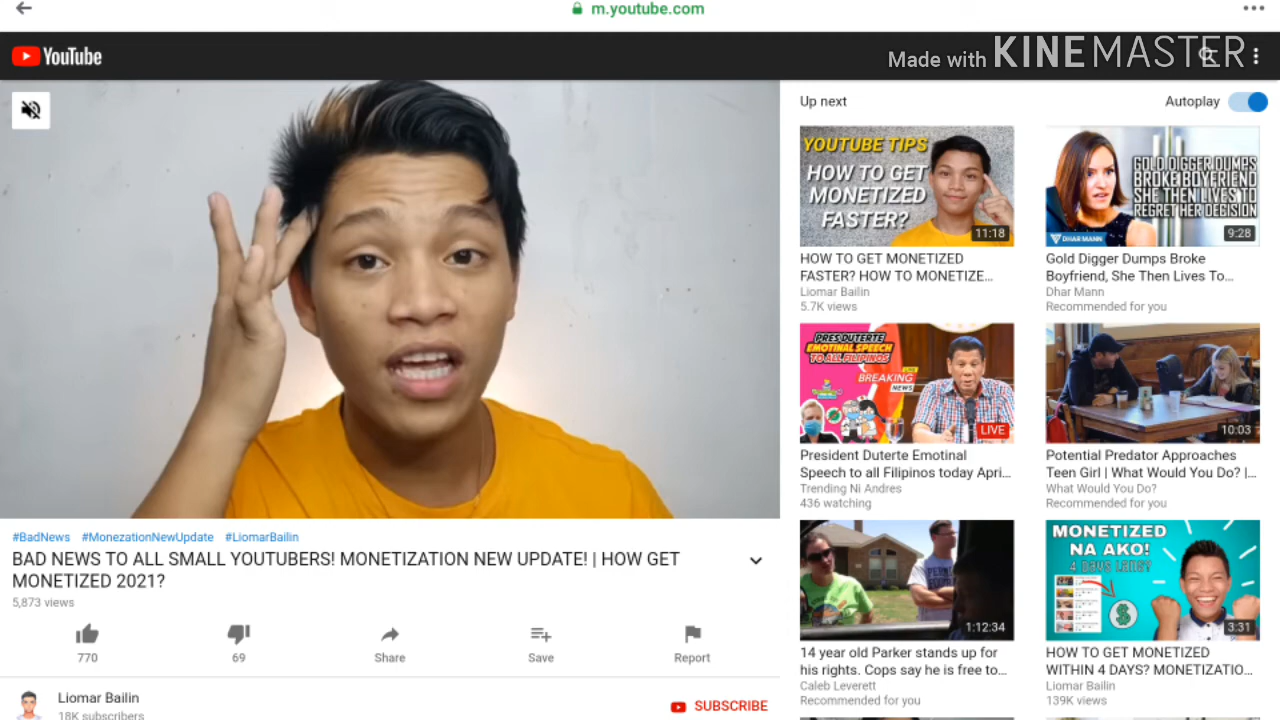 m.youtube.com
YouTube
Made with KINEMASTER
#BadNews #MonezationNewUpdate #LiomarBailin
BAD NEWS TO ALL SMALL YOUTUBERS! MONETIZATION NEW UPDATE! | HOW GET
MONETIZED 2021?
5,873 views
770
69
Share
Save
Report
Liomar Bailin
18K subscribers
SUBSCRIBE
Up next
Autoplay
YOUTUBE TIPS
HOW TO GET
MONETIZED
FASTER?
11:18
HOW TO GET MONETIZED
FASTER? HOW TO MONETIZE...
Liomar Bailin
5.7K views
GOLD DIGGER DUMPS
BROKE BOYFRIEND
SHE THEN LIVES TO
REGRET HER DECISION
DHAR MANN
9:28
Gold Digger Dumps Broke
Boyfriend, She Then Lives To...
Dhar Mann
Recommended for you
PRES DUTERTE
EMOTINAL SPEECH
TO ALL FILIPINOS
BREAKING
NEWS
LIVE
President Duterte Emotinal
Speech to all Filipinos today Apri...
Trending Ni Andres
436 watching
10:03
Potential Predator Approaches
Teen Girl | What Would You Do? |...
What Would You Do?
Recommended for you
1:12:34
14 year old Parker stands up for
his rights. Cops say he is free to...
Caleb Leverett
Recommended for you
MONETIZED
NA AKO!
4 DAYS LANG?
3:31
HOW TO GET MONETIZED
WITHIN 4 DAYS? MONETIZATIO...
Liomar Bailin
139K views